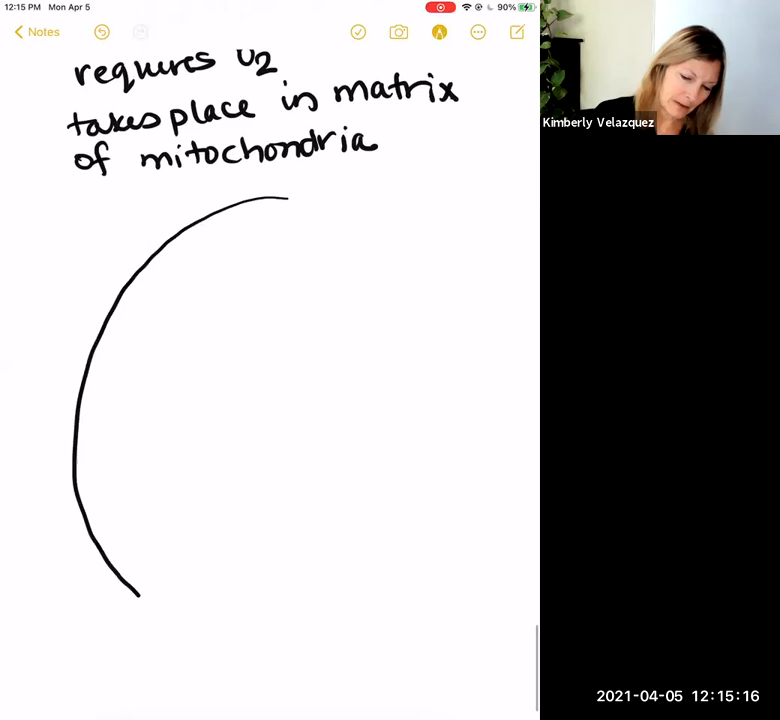 12:15 PM Mon Apr 5
90%
Notes
requires O2
takes place in matrix
of mitochondria
Kimberly Velazquez
2021-04-05 12:15:16